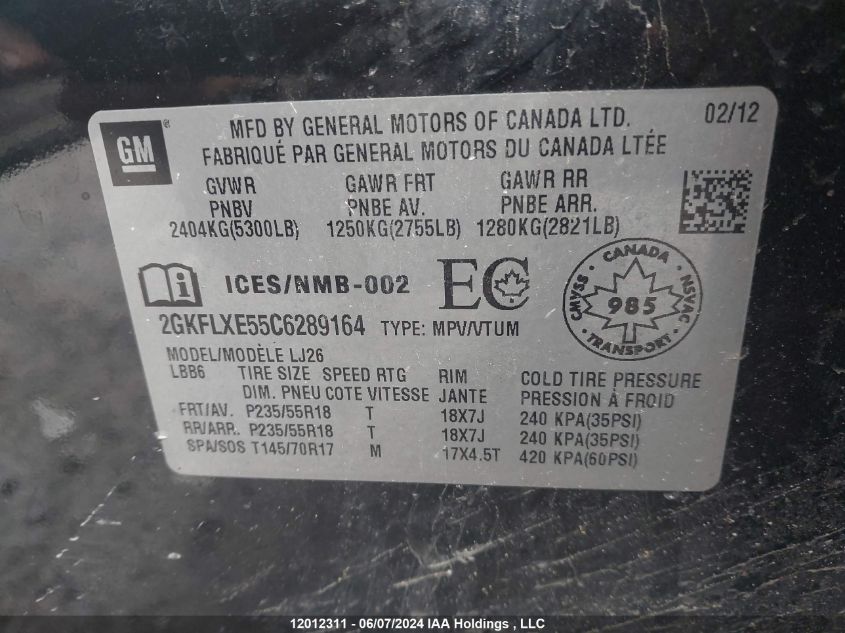 GM
MFD BY GENERAL MOTORS OF CANADA LTD. 02/12
FABRIQUÉ PAR GENERAL MOTORS DU CANADA LTÉE
GVWR GAWR FRT GAWR RR
PNBV PNBE AV. PNBE ARR.
2404KG(5300LB) 1250KG(2755LB) 1280KG(2821LB)
ICES/NMB-002 EC
CANADA
CMVSS 985 NSVAC
TRANSPORT
2GKFLXE55C6289164 TYPE: MPV/VTUM
MODEL/MODÈLE LJ26
LBB6 TIRE SIZE SPEED RTG RIM COLD TIRE PRESSURE
DIM. PNEU COTE VITESSE JANTE PRESSION À FROID
FRT/AV. P235/55R18 T 18X7J 240 KPA(35PSI)
RR/ARR. P235/55R18 T 18X7J 240 KPA(35PSI)
SPA/SOS T145/70R17 M 17X4.5T 420 KPA(60PSI)
12012311 - 06/07/2024 IAA Holdings , LLC